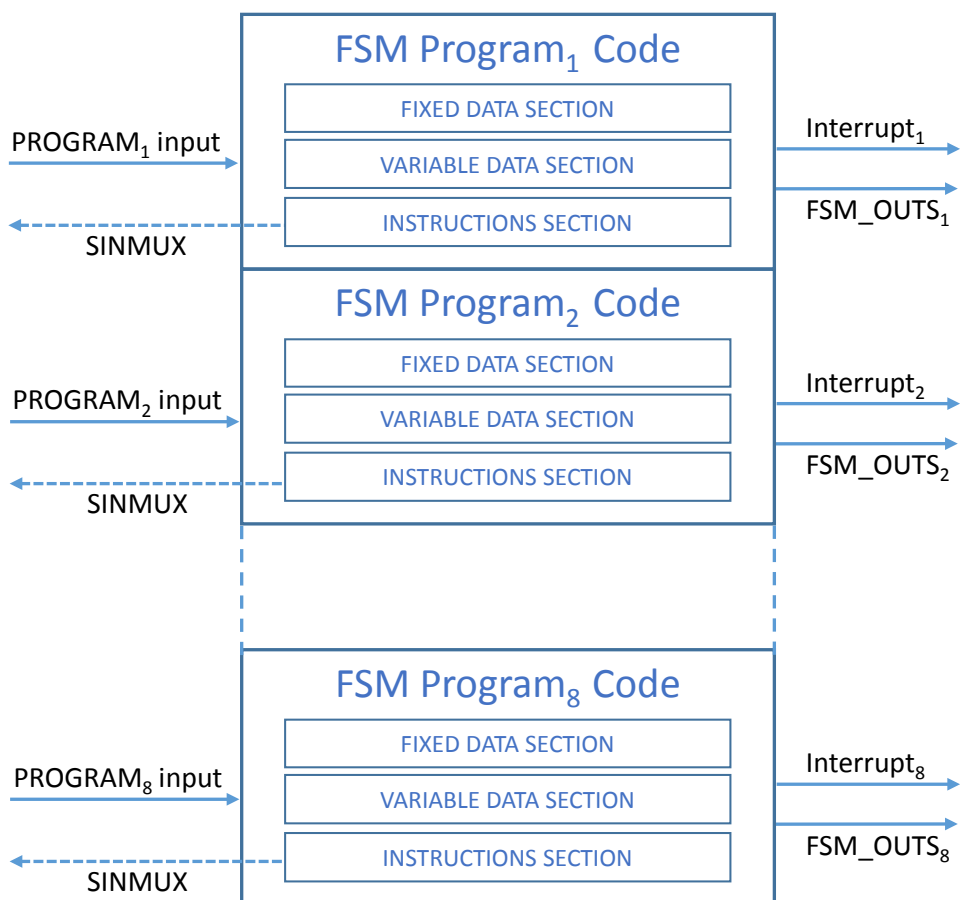 FSM Program₁ Code
FIXED DATA SECTION
PROGRAM₁ input
VARIABLE DATA SECTION
Interrupt₁
FSM_OUTS₁
INSTRUCTIONS SECTION
SINMUX
FSM Program₂ Code
FIXED DATA SECTION
PROGRAM₂ input
VARIABLE DATA SECTION
Interrupt₂
FSM_OUTS₂
INSTRUCTIONS SECTION
SINMUX
FSM Program₈ Code
FIXED DATA SECTION
PROGRAM₈ input
VARIABLE DATA SECTION
Interrupt₈
FSM_OUTS₈
INSTRUCTIONS SECTION
SINMUX